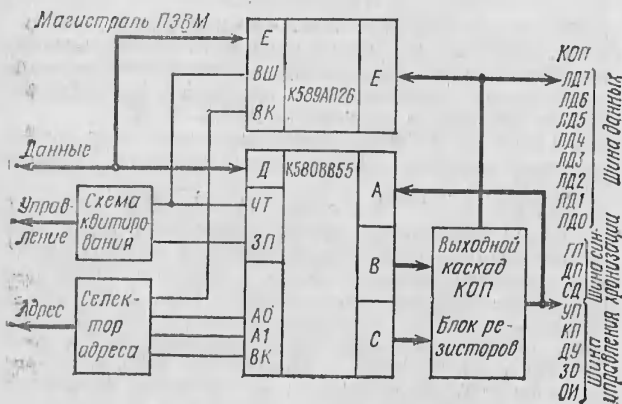 Магистраль ПЭВМ
Е
ВШ
ВК
К589АП26
Е
КОП
ЛД7
ЛД6
ЛД5
ЛД4
ЛД3
ЛД2
ЛД1
ЛД0
Шина данных
Данные
Д
К580ВВ55
А
ЧТ
ЗП
В
С
А0
А1
ВК
Управ-
ление
Схема
квитиро-
вания
Адрес
Селек-
тор
адреса
Выходной
каскад
КОП
Блок ре-
зисторов
ГП
ДП
СД
УП
КП
ДУ
ЗО
ОИ
Шина син-
хронизации
Шина
управления